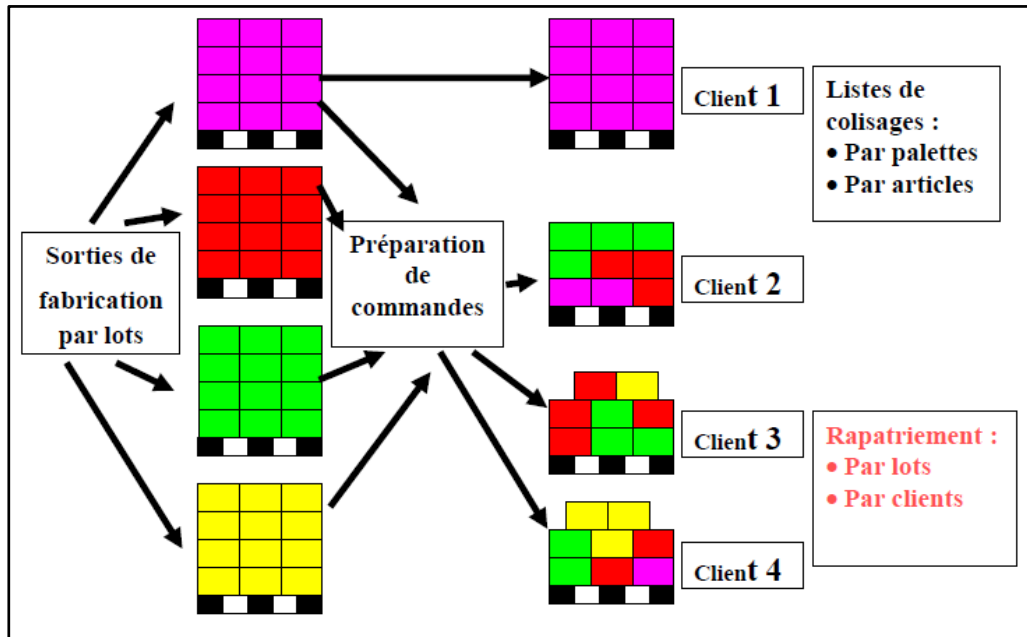 Sorties de
fabrication
par lots
Préparation
de
commandes
Client 1
Client 2
Client 3
Client 4
Listes de
colisages :
• Par palettes
• Par articles
Rapatriement :
• Par lots
• Par clients